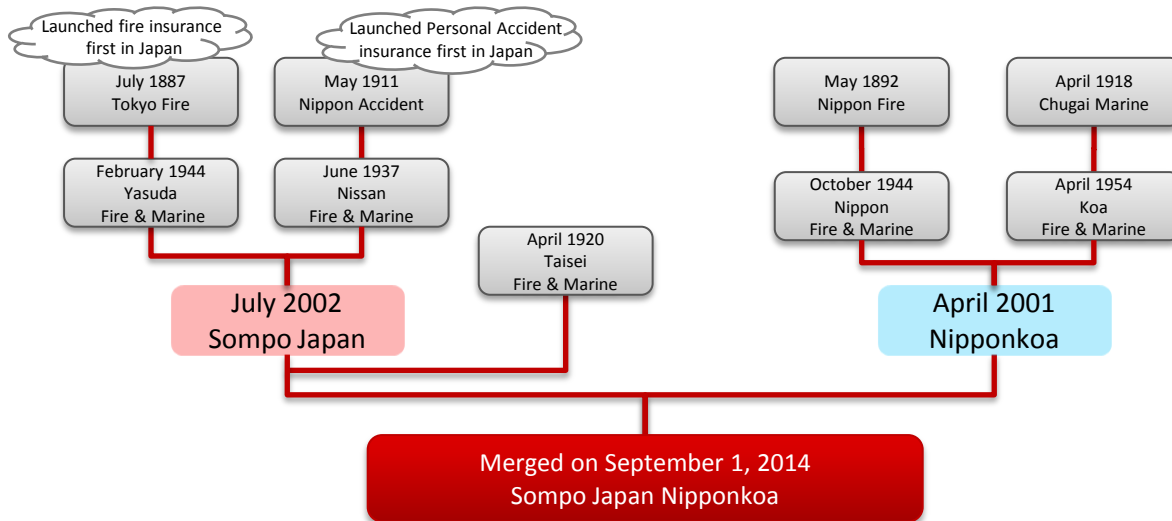 Launched fire insurance
first in Japan
Launched Personal Accident
insurance first in Japan
July 1887
Tokyo Fire
May 1911
Nippon Accident
May 1892
Nippon Fire
April 1918
Chugai Marine
February 1944
Yasuda
Fire & Marine
June 1937
Nissan
Fire & Marine
October 1944
Nippon
Fire & Marine
April 1954
Koa
Fire & Marine
April 1920
Taisei
Fire & Marine
July 2002
Sompo Japan
April 2001
Nipponkoa
Merged on September 1, 2014
Sompo Japan Nipponkoa